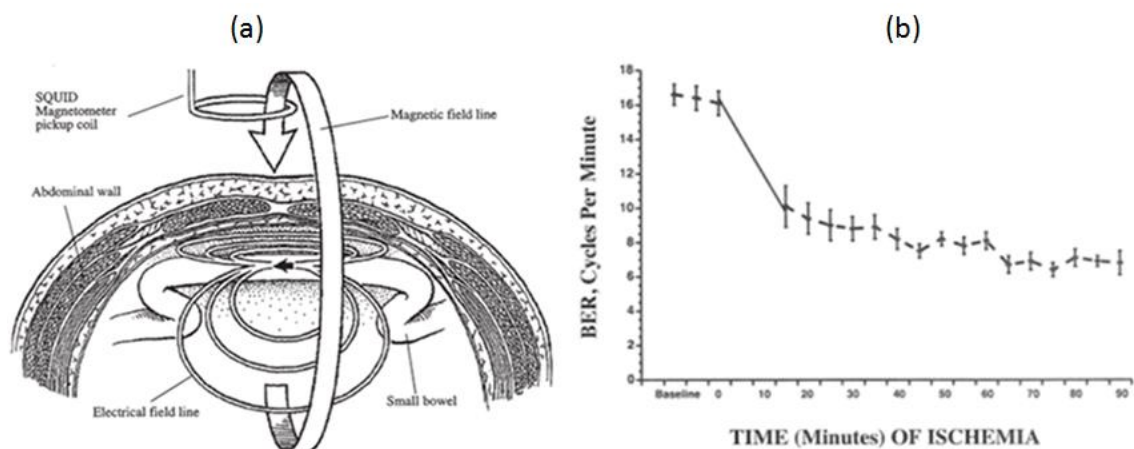 (a)
SQUID
Magnetometer
pickup coil
Magnetic field line
Abdominal wall
Electrical field line
Small bowel
(b)
BER, Cycles Per Minute
18
16
14
12
10
8
6
4
2
0
Baseline 0 10 20 30 40 50 60 70 80 90
TIME (Minutes) OF ISCHEMIA